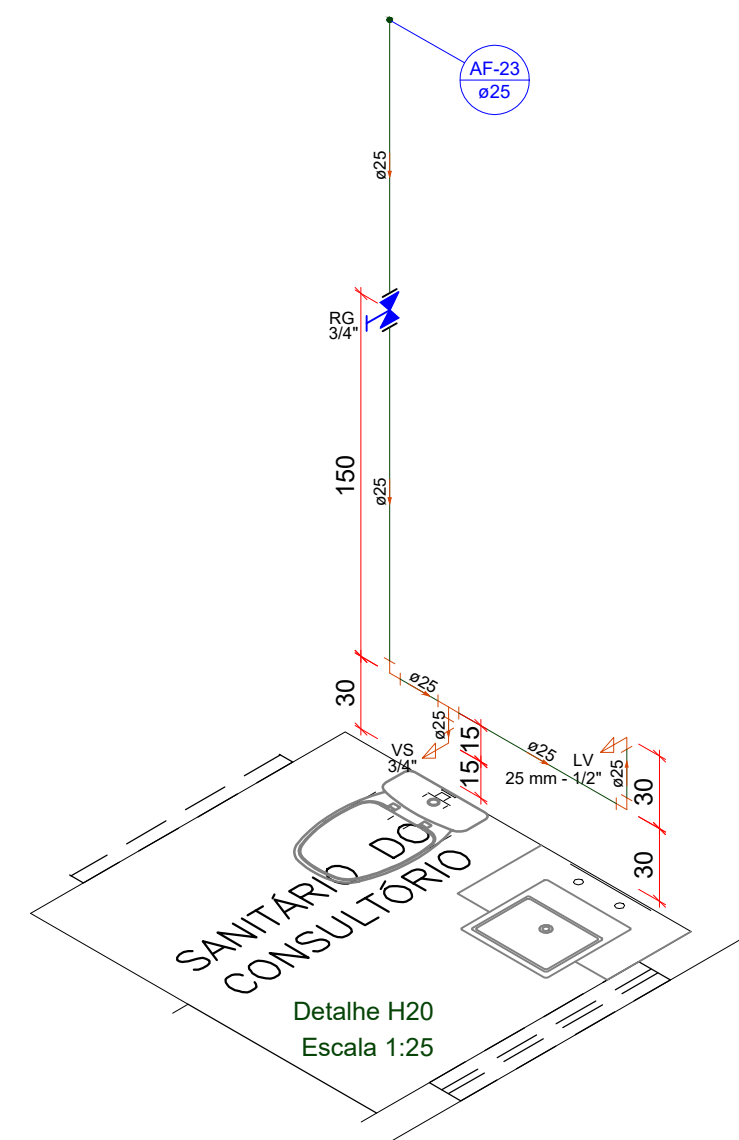 AF-23
ø25
ø25
RG
3/4"
150
ø25
30
ø25
ø25
VS
3/4"
15
15
ø25
LV
25 mm - 1/2"
ø25
30
30
SANITÁRIO DO
CONSULTÓRIO
Detalhe H20
Escala 1:25